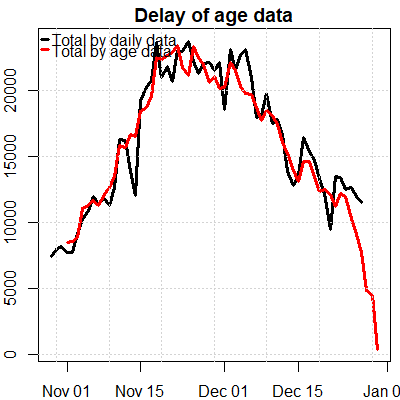 Delay of age data
Total by daily data
Total by age data
20000
15000
10000
5000
0
Nov 01 Nov 15 Dec 01 Dec 15 Jan 0